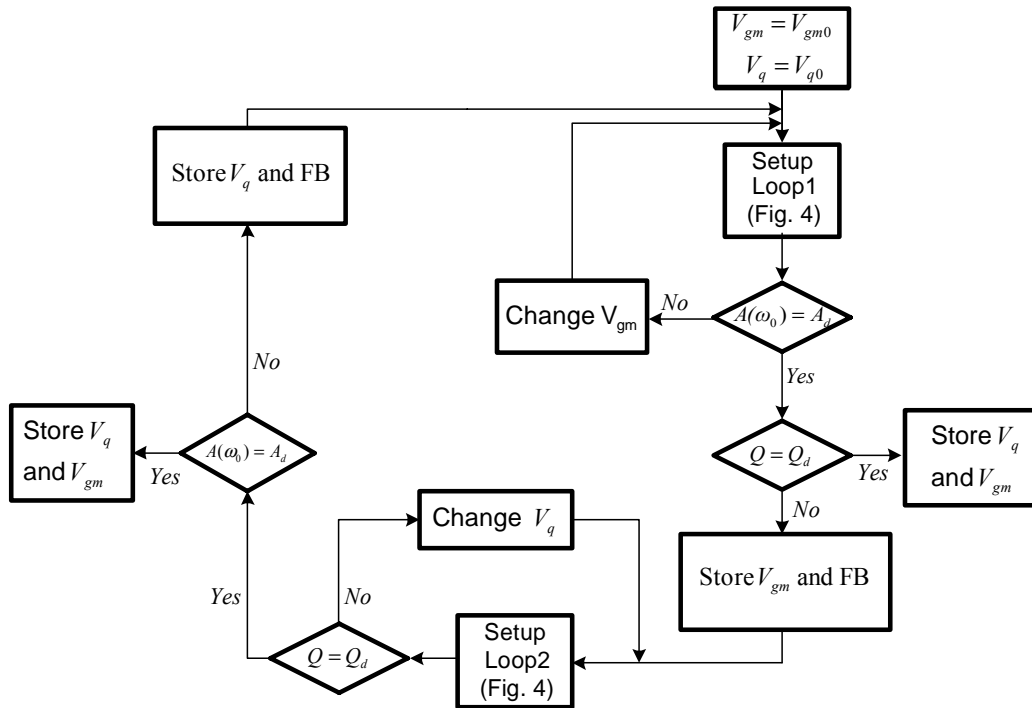 V_gm = V_gm0
V_q = V_q0
Setup
Loop1
(Fig. 4)
A(ω_0) = A_d
No
Change V_gm
Yes
Q = Q_d
Yes
Store V_q
and V_gm
No
Store V_gm and FB
Setup
Loop2
(Fig. 4)
Q = Q_d
No
Change V_q
Yes
A(ω_0) = A_d
Yes
Store V_q
and V_gm
No
Store V_q and FB